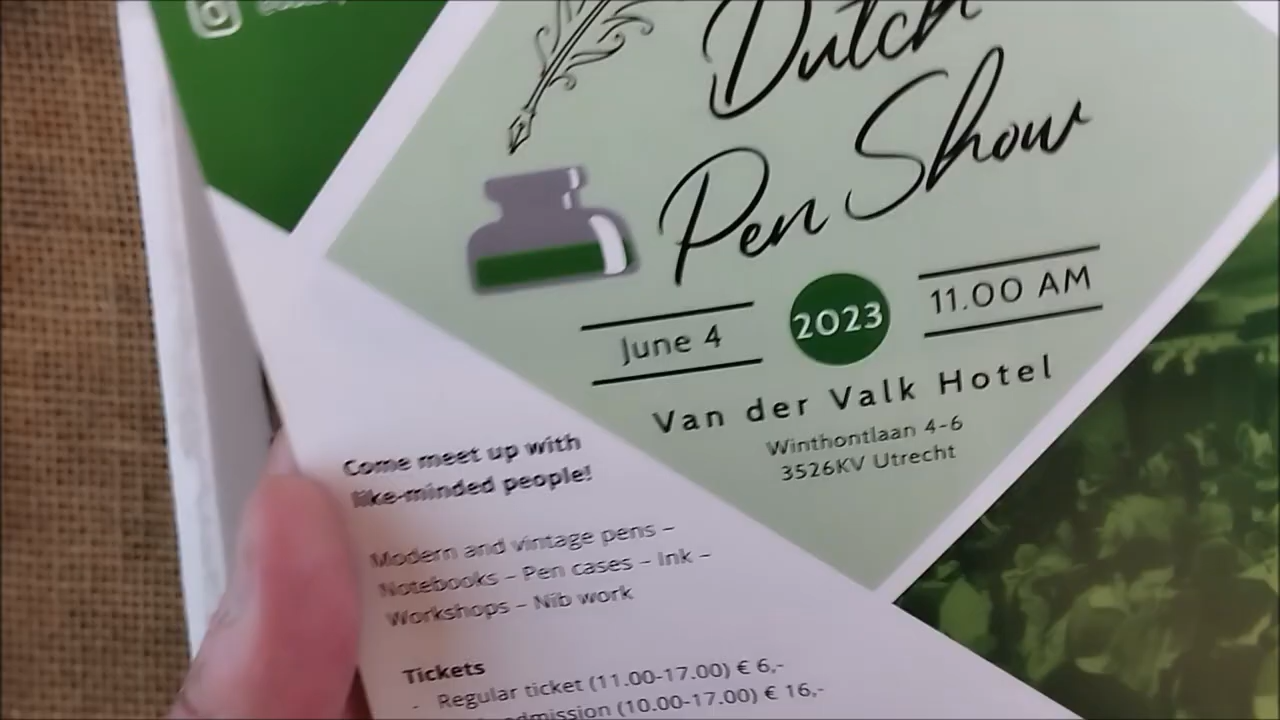 Dutch
Pen Show
June 4
2023
11.00 AM
Van der Valk Hotel
Winthontlaan 4-6
3526KV Utrecht
Come meet up with
like-minded people!
Modern and vintage pens –
Notebooks – Pen cases – Ink –
Workshops – Nib work
Tickets
- Regular ticket (11.00-17.00) € 6,-
(10.00-17.00) € 16,-